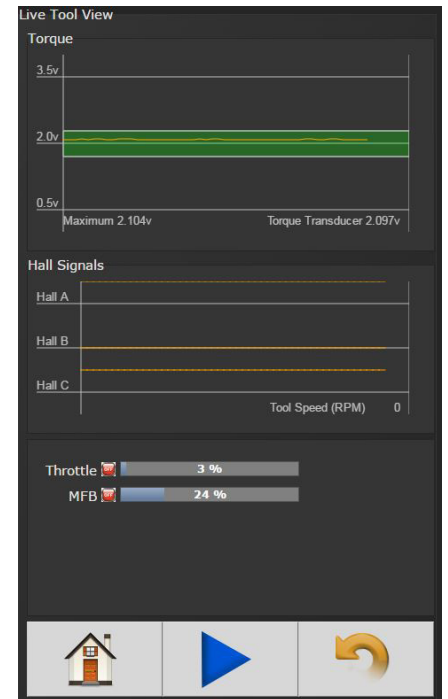 Live Tool View
Torque
3.5v
2.0v
0.5v
Maximum 2.104v Torque Transducer 2.097v
Hall Signals
Hall A
Hall B
Hall C
Tool Speed (RPM) 0
Throttle 3 %
MFB 24 %